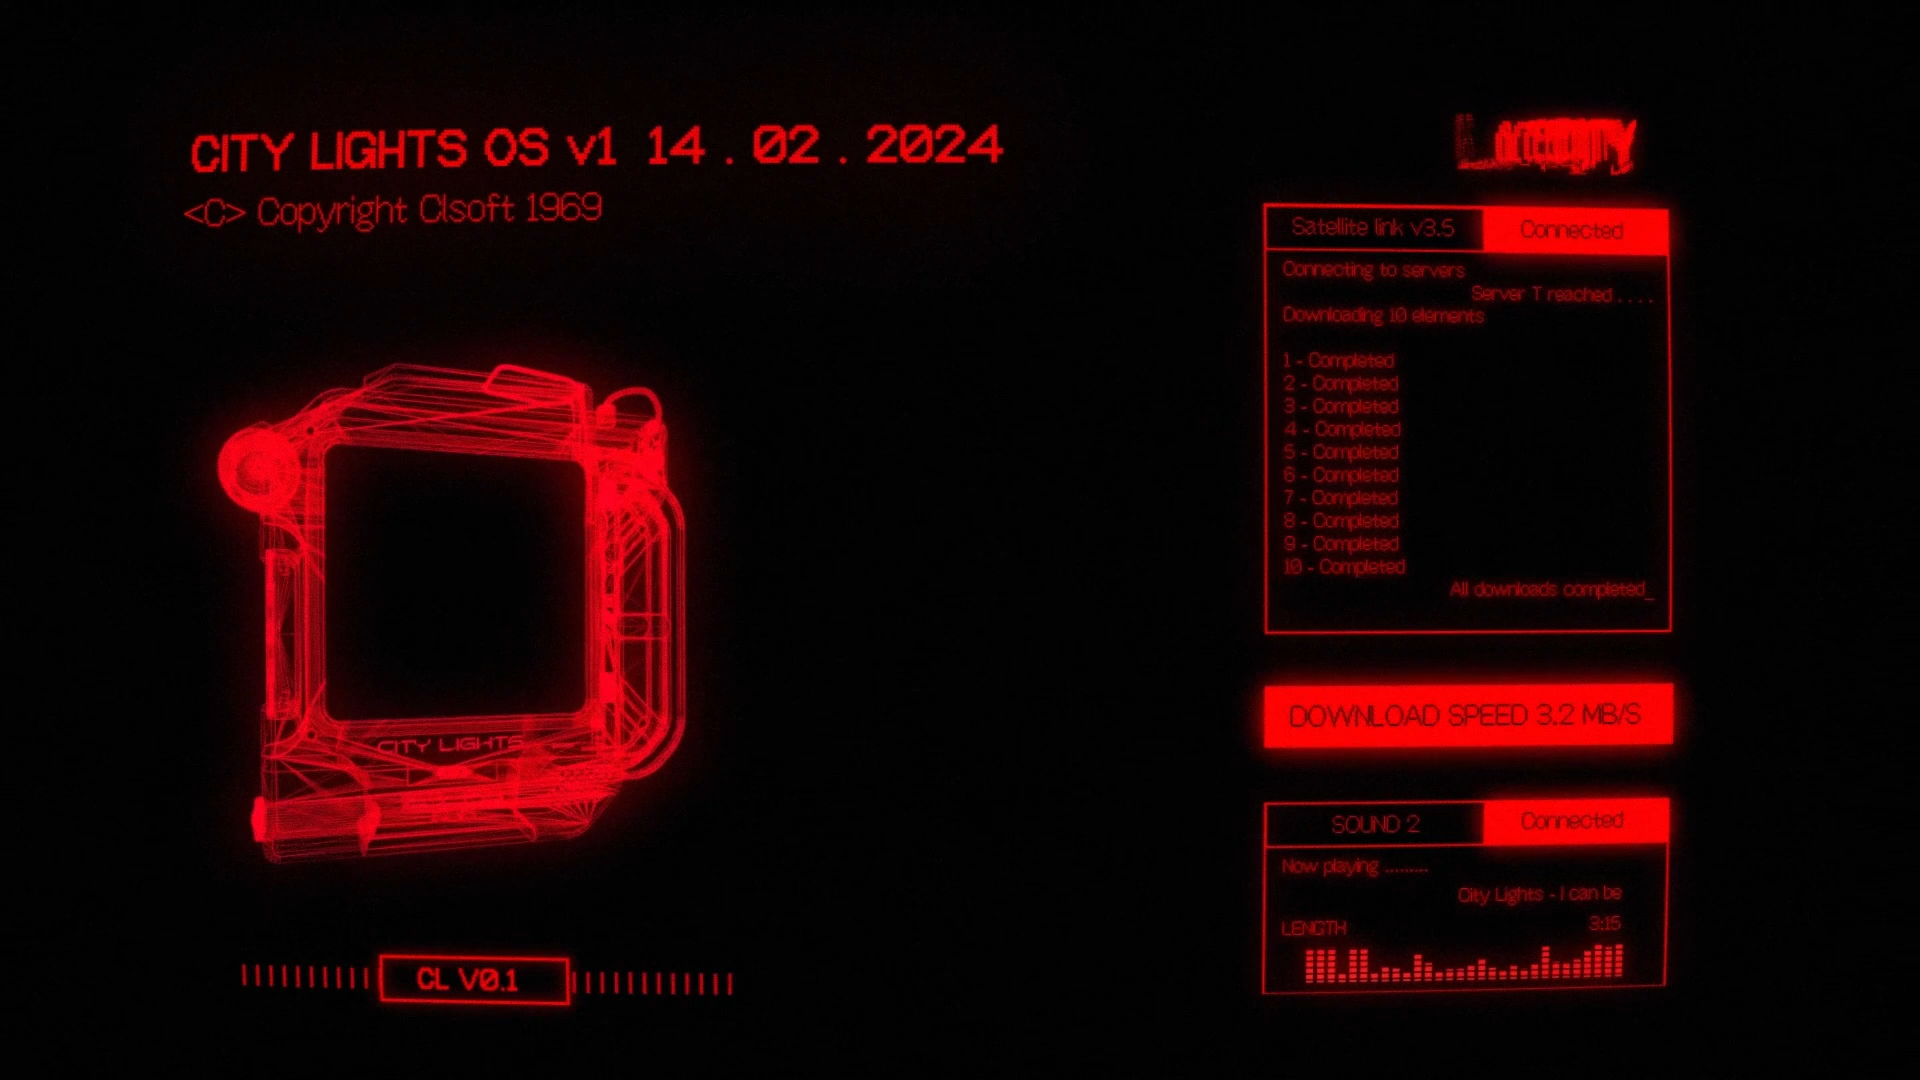 CITY LIGHTS OS v1 14 . 02 . 2024
<C> Copyright Clsoft 1969
CITY LIGHTS
CL V0.1
Satellite link v3.5
Connected
Connecting to servers
Server T reached . . . .
Downloading 10 elements
1 - Completed
2 - Completed
3 - Completed
4 - Completed
5 - Completed
6 - Completed
7 - Completed
8 - Completed
9 - Completed
10 - Completed
All downloads completed_
DOWNLOAD SPEED 3.2 MB/S
SOUND 2
Connected
Now playing .........
City Lights - I can be
LENGTH
3:15